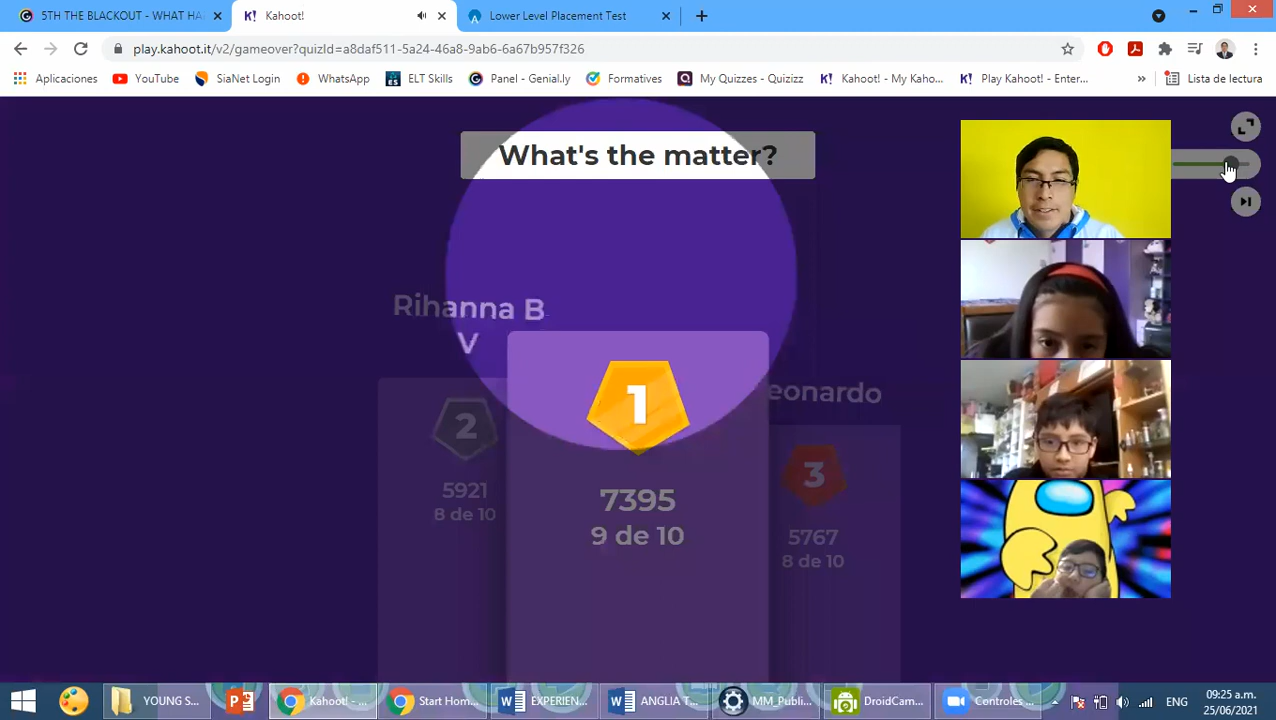 5TH THE BLACKOUT - WHAT HA
Kahoot!
Lower Level Placement Test
play.kahoot.it/v2/gameover?quizId=a8daf511-5a24-46a8-9ab6-6a67b957f326
Aplicaciones
YouTube
SiaNet Login
WhatsApp
ELT Skills
Panel - Genial.ly
Formatives
My Quizzes - Quizizz
Kahoot! - My Kaho...
Play Kahoot! - Enter...
»
Lista de lectura
What's the matter?
Rihanna B
V
eonardo
1
2
3
5921
8 de 10
7395
9 de 10
5767
8 de 10
YOUNG S...
Kahoot! - ...
Start Hom...
EXPERIEN...
ANGLIA T...
MM_Publi...
DroidCam...
Controles ...
ENG
09:25 a.m.
25/06/2021